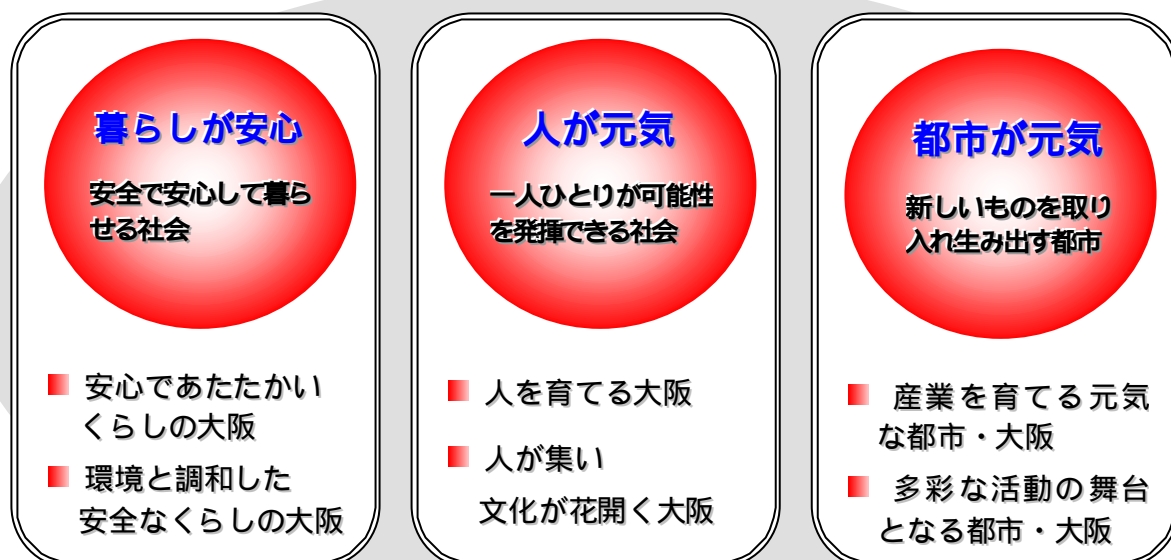 暮らしが安心
安全で安心して暮ら
せる社会
■ 安心であたたかい
くらしの大阪
■ 環境と調和した
安全なくらしの大阪
人が元気
一人ひとりが可能性
を発揮できる社会
■ 人を育てる大阪
■ 人が集い
文化が花開く大阪
都市が元気
新しいものを取り
入れ生み出す都市
■ 産業を育てる元気
な都市・大阪
■ 多彩な活動の舞台
となる都市・大阪